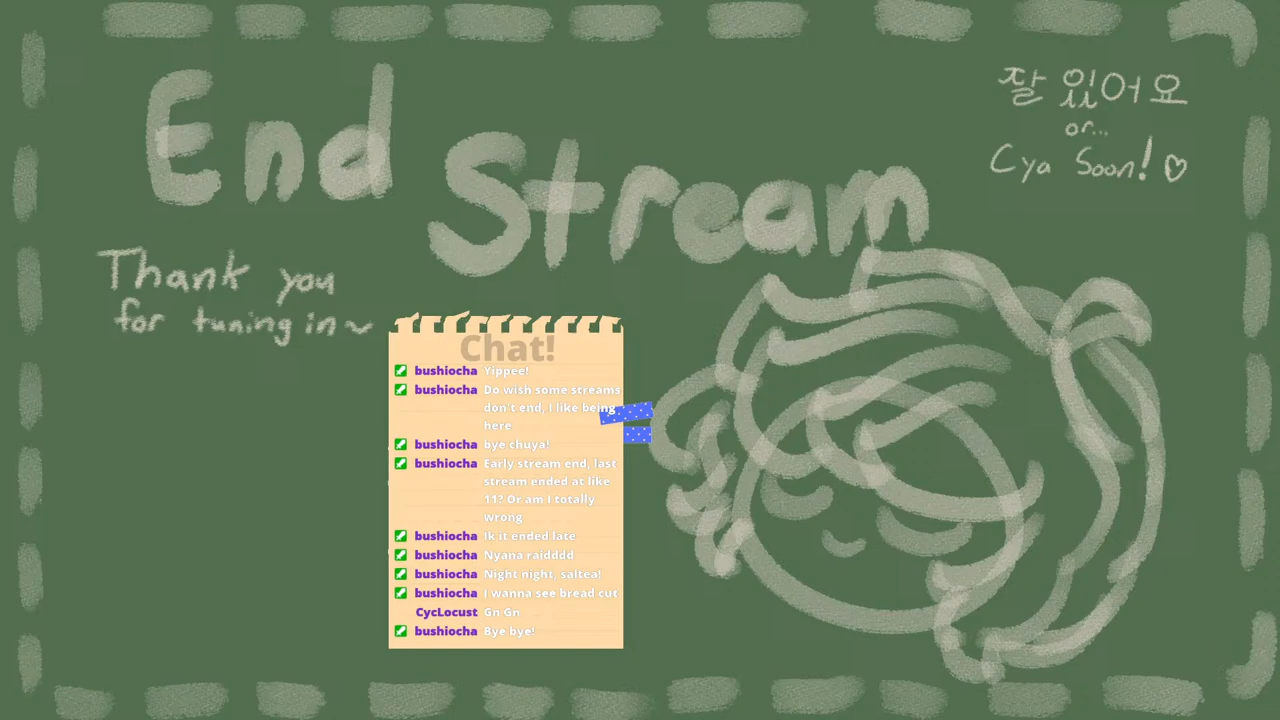 End Stream
잘 있어요
or...
Cya Soon! ♡
Thank you
for tuning in~
Chat!
bushiocha Yippee!
bushiocha Do wish some streams
don't end, I like being
here
bushiocha bye chuya!
bushiocha Early stream end, last
stream ended at like
11? Or am I totally
wrong
bushiocha Ik it ended late
bushiocha Nyana raidddd
bushiocha Night night, saltea!
bushiocha I wanna see bread cut
CycLocust Gn Gn
bushiocha Bye bye!